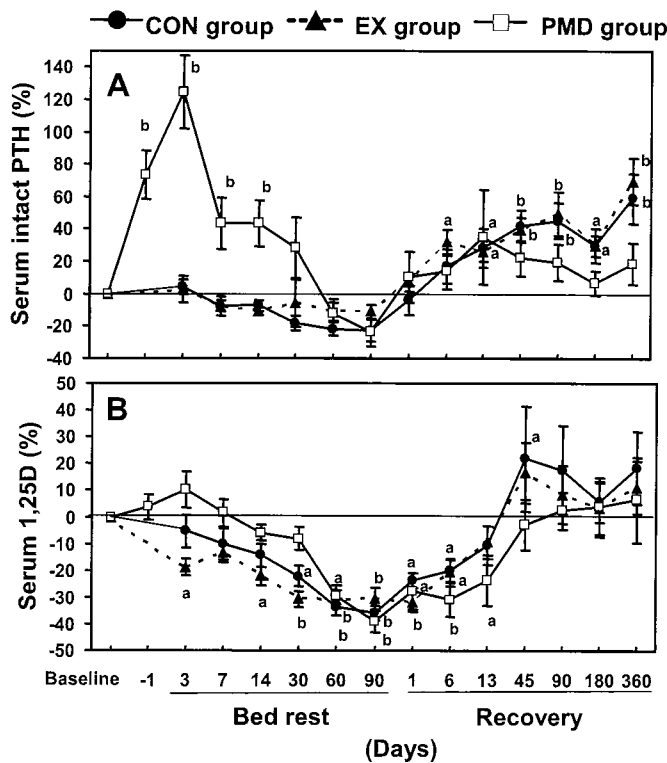 CON group EX group PMD group
A
Serum intact PTH (%)
140
120
100
80
60
40
20
0
-20
-40
b
b
b
b
a
a
a
b
b
b
b
a
a
b
b
B
Serum 1,25D (%)
50
40
30
20
10
0
-10
-20
-30
-40
-50
a
a
a
b
a
b
b
b
b
b
a
a
a
a
b
a
a
Baseline -1 3 7 14 30 60 90 1 6 13 45 90 180 360
Bed rest Recovery
(Days)